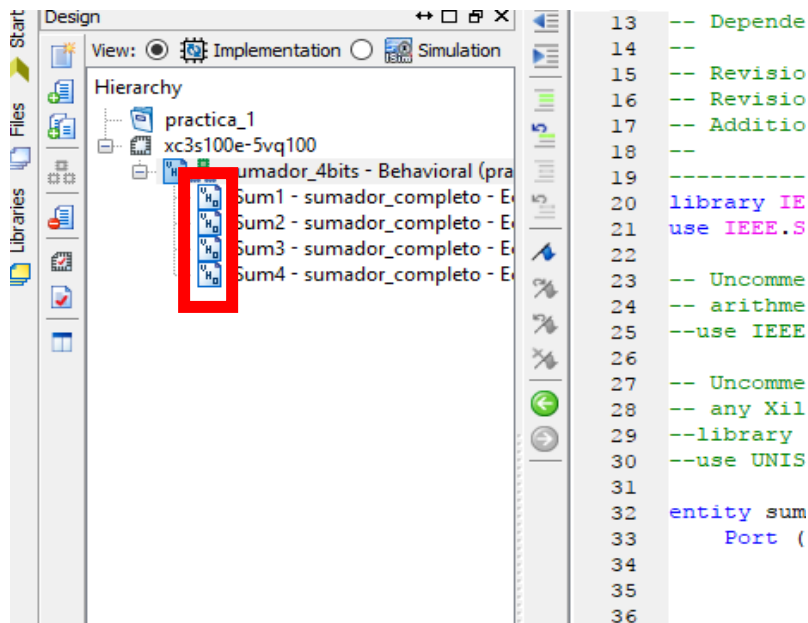 Start
Files
Libraries
Design
View: Implementation Simulation
Hierarchy
practica_1
xc3s100e-5vq100
sumador_4bits - Behavioral (pra
Sum1 - sumador_completo - E
Sum2 - sumador_completo - E
Sum3 - sumador_completo - E
Sum4 - sumador_completo - E
13 -- Depende
14 --
15 -- Revisio
16 -- Revisio
17 -- Additio
18 --
19 ----------
20 library IE
21 use IEEE.S
22
23 -- Uncomme
24 -- arithme
25 --use IEEE
26
27 -- Uncomme
28 -- any Xil
29 --library
30 --use UNIS
31
32 entity sum
33 Port (
34
35
36